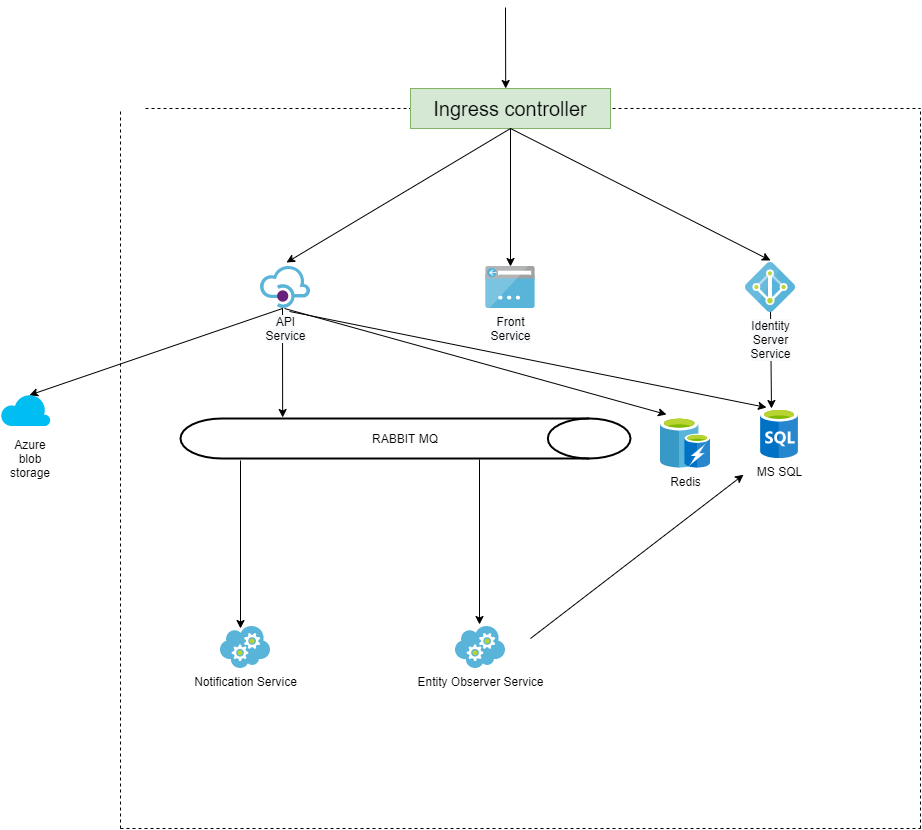 Ingress controller
API
Service
Front
Service
Identity
Server
Service
Azure
blob
storage
RABBIT MQ
Redis
SQL
MS SQL
Notification Service
Entity Observer Service